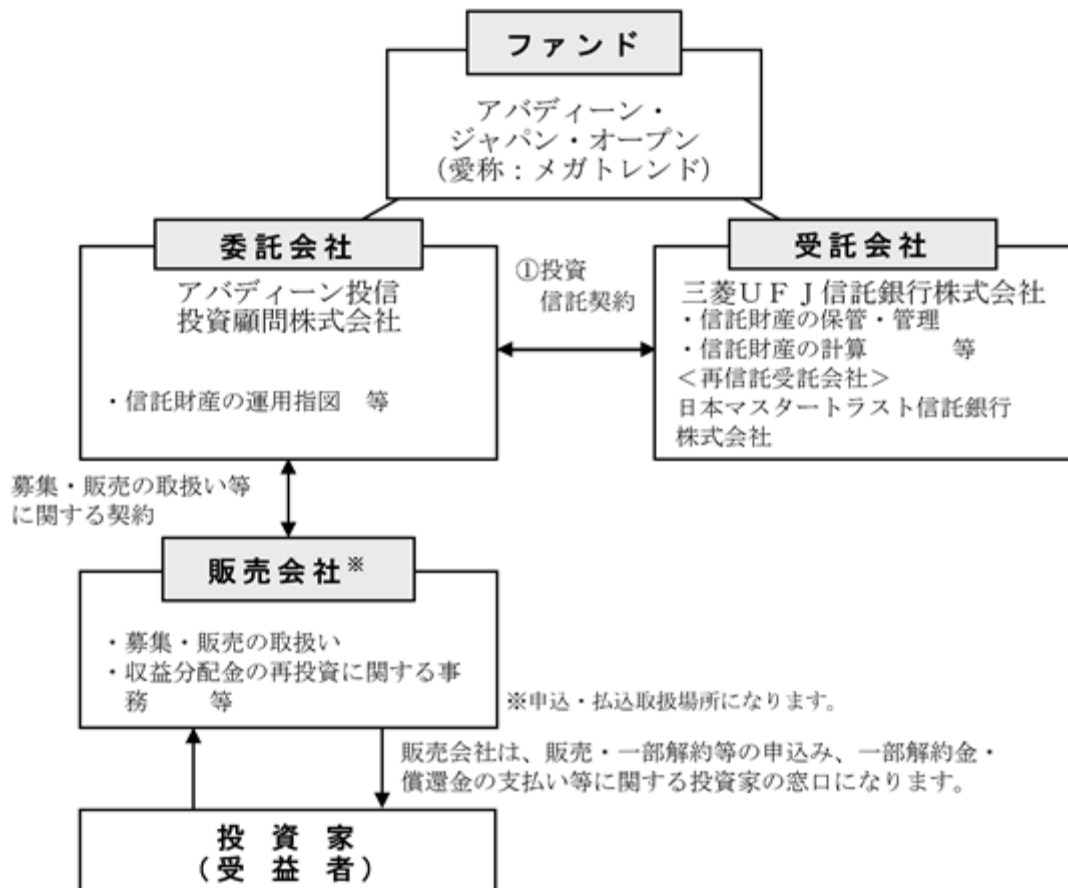 ファンド
アバディーン・
ジャパン・オープン
(愛称：メガトレンド)
委託会社
アバディーン投信
投資顧問株式会社
・信託財産の運用指図　等
①投資
信託契約
受託会社
三菱ＵＦＪ信託銀行株式会社
・信託財産の保管・管理
・信託財産の計算　　　等
＜再信託受託会社＞
日本マスタートラスト信託銀行
株式会社
募集・販売の取扱い等
に関する契約
販売会社※
・募集・販売の取扱い
・収益分配金の再投資に関する事
務　　等
※申込・払込取扱場所になります。
販売会社は、販売・一部解約等の申込み、一部解約金・
償還金の支払い等に関する投資家の窓口になります。
投　資　家
(受　益　者)